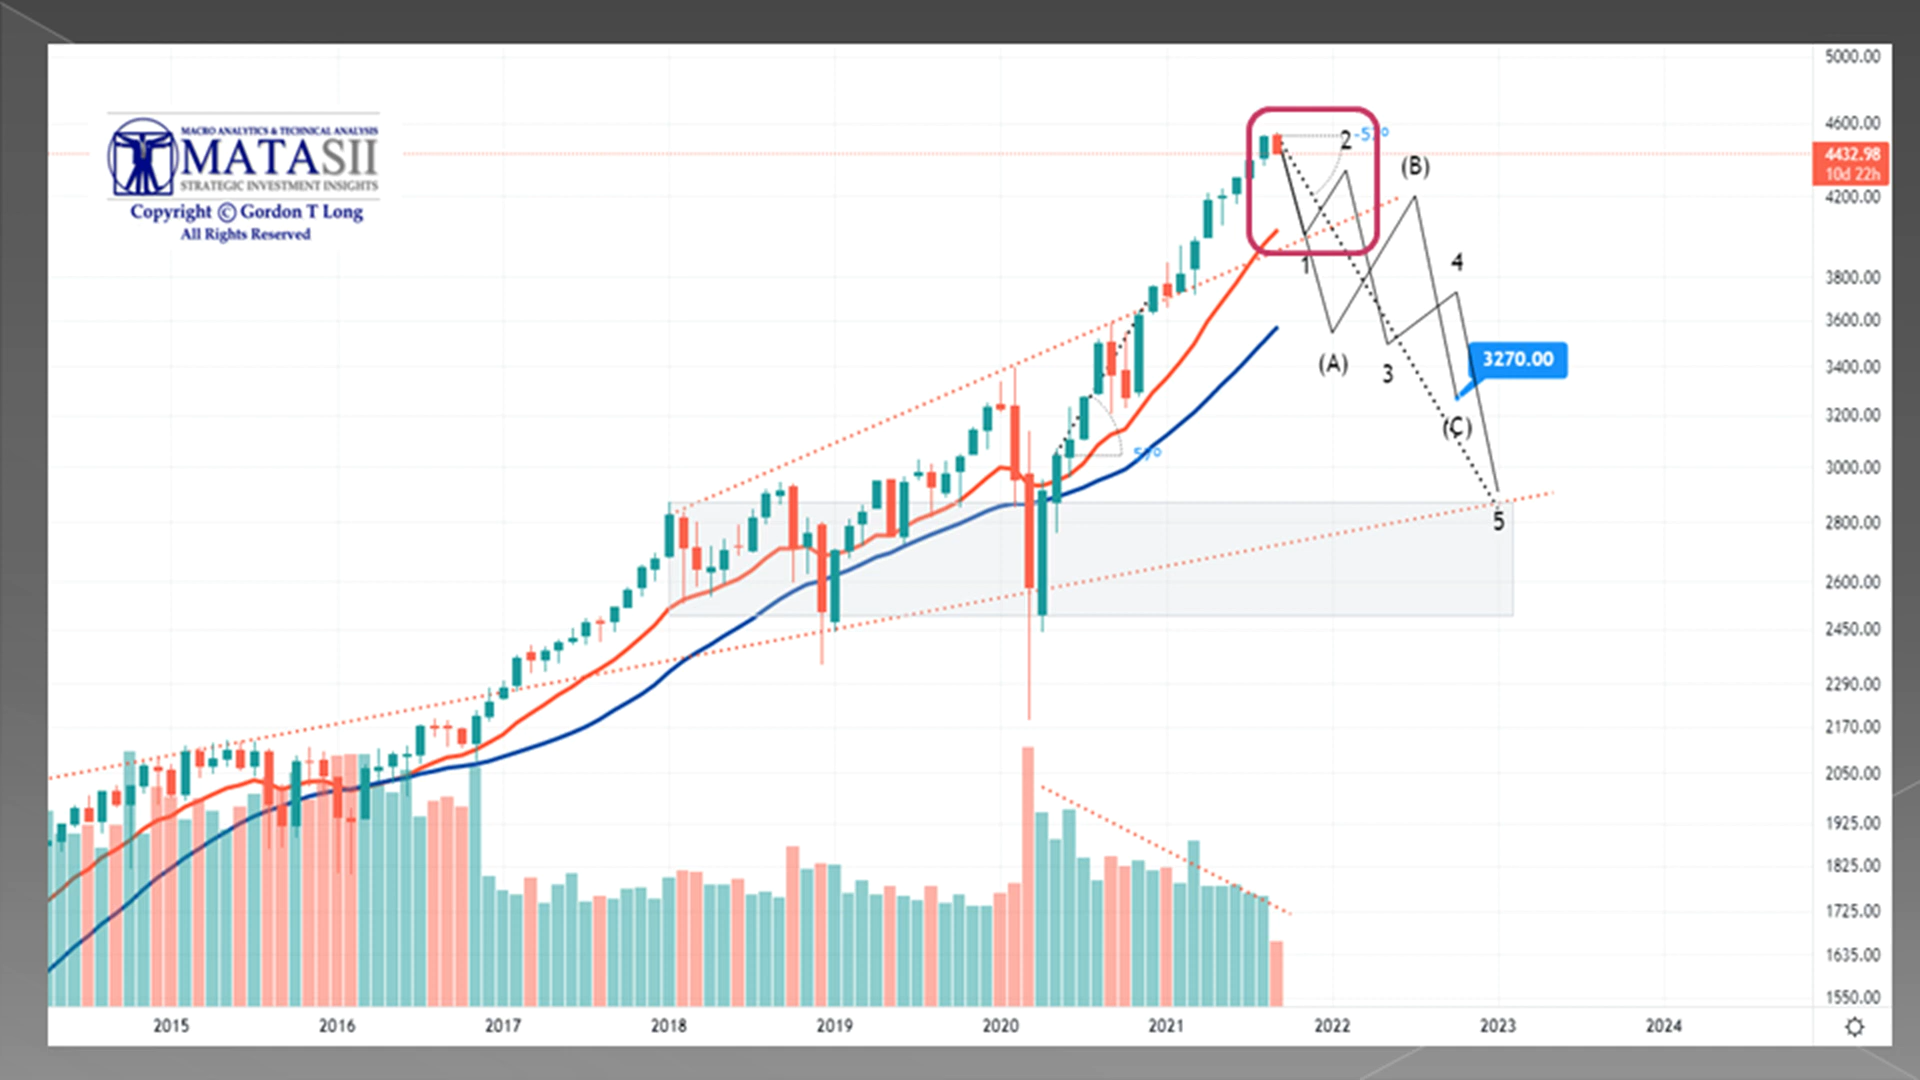 MACRO ANALYTICS & TECHNICAL ANALYSIS
MATASII
STRATEGIC INVESTMENT INSIGHTS
Copyright © Gordon T Long
All Rights Reserved
5000.00
4600.00
4432.98
10d 22h
4200.00
3800.00
3600.00
3400.00
3200.00
3000.00
2800.00
2600.00
2450.00
2290.00
2170.00
2050.00
1925.00
1825.00
1725.00
1635.00
1550.00
2
-57°
(B)
1
4
(A)
3
3270.00
(C)
57°
5
2015 2016 2017 2018 2019 2020 2021 2022 2023 2024